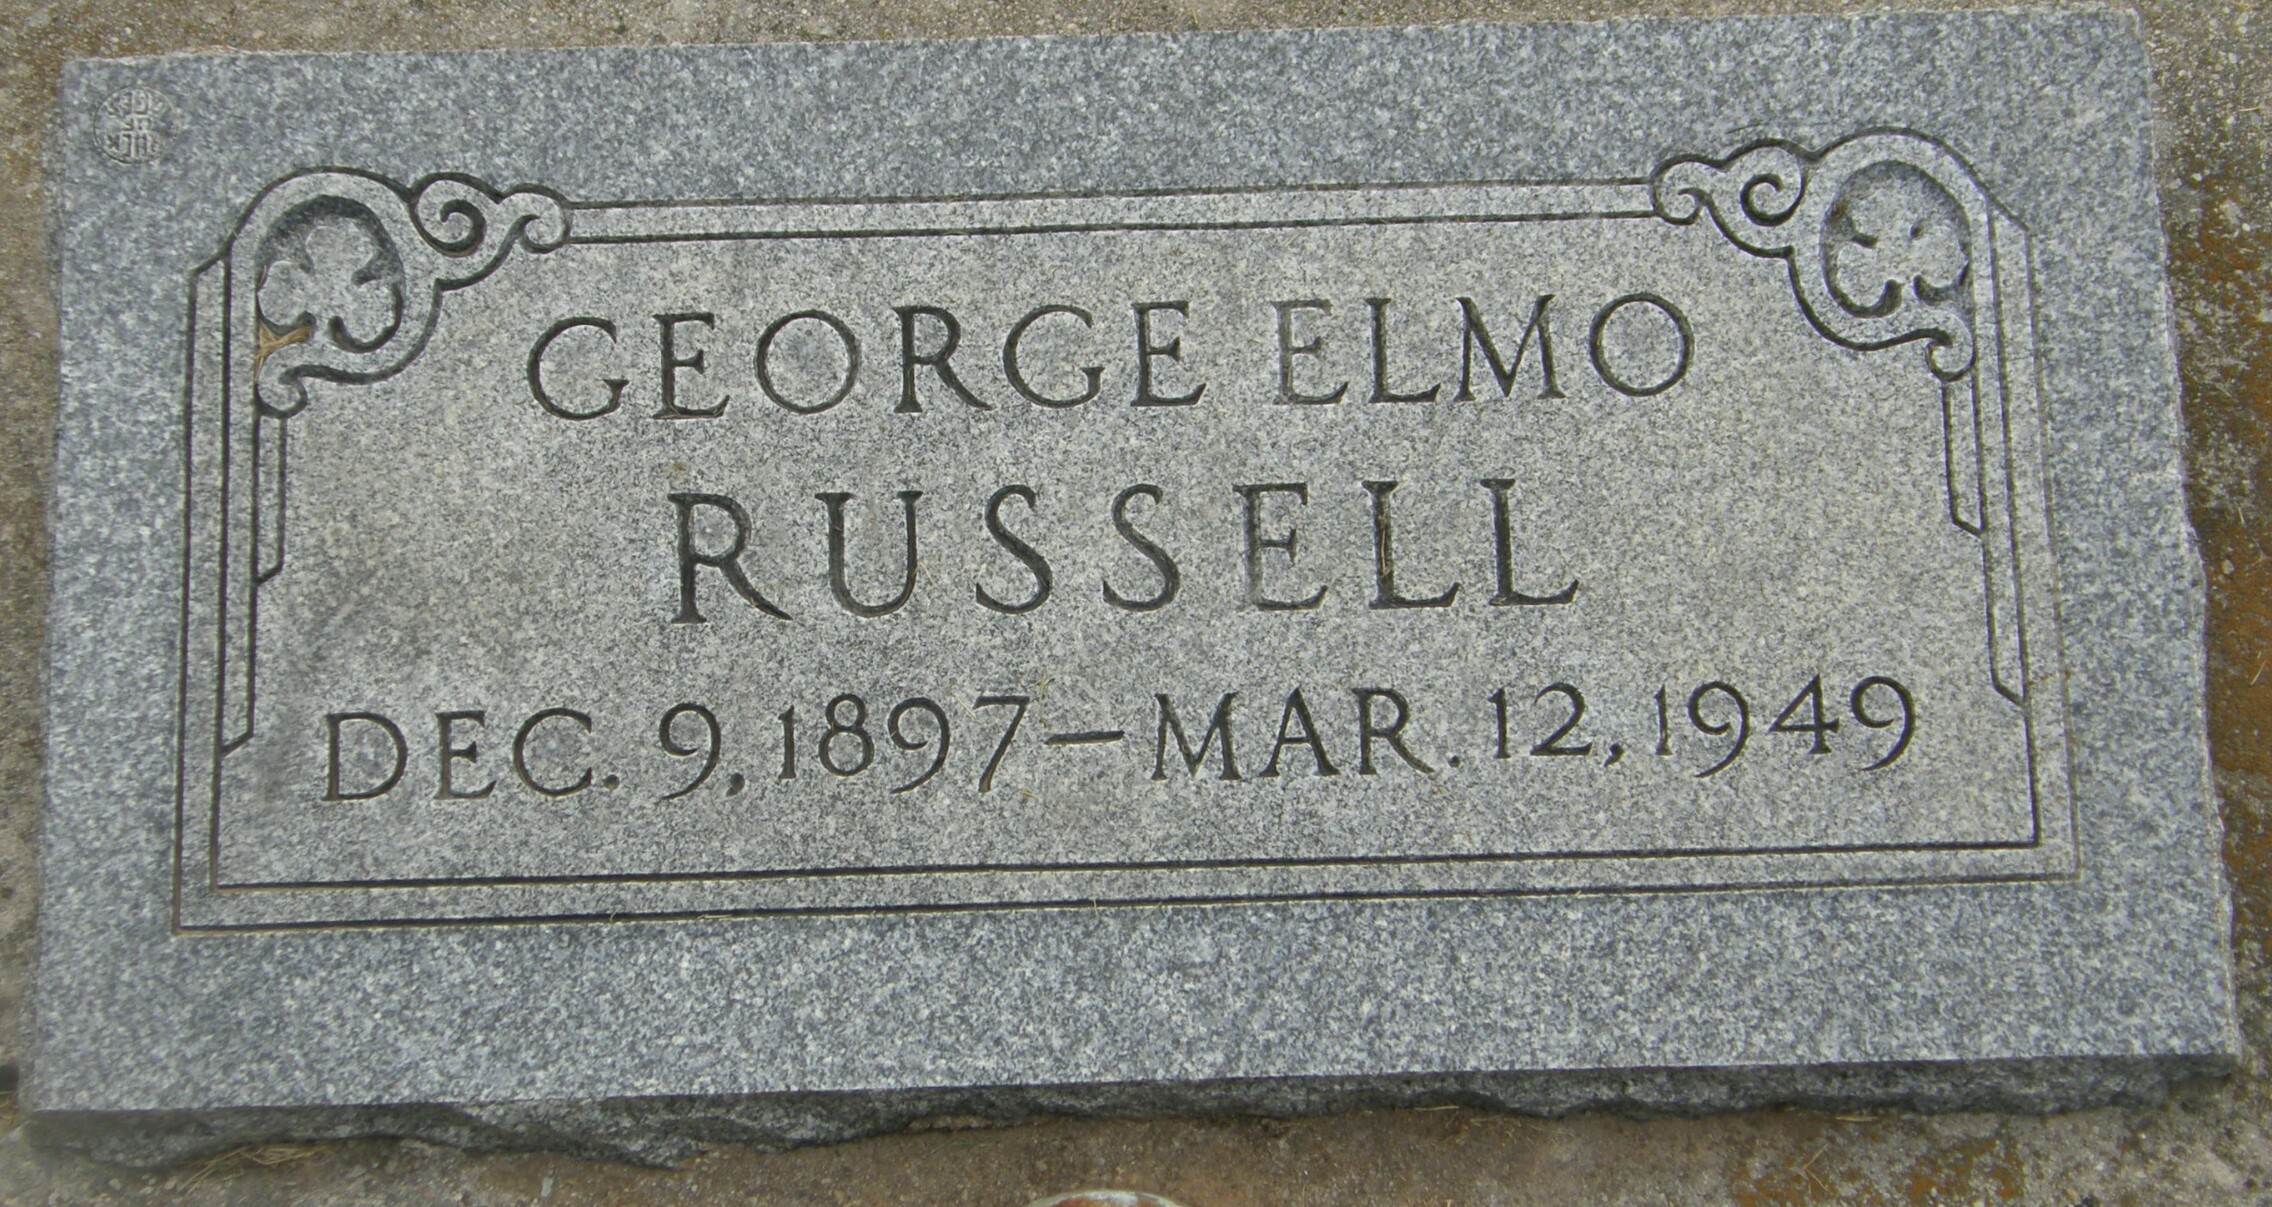 GEORGE ELMO
RUSSELL
DEC. 9, 1897 — MAR. 12, 1949